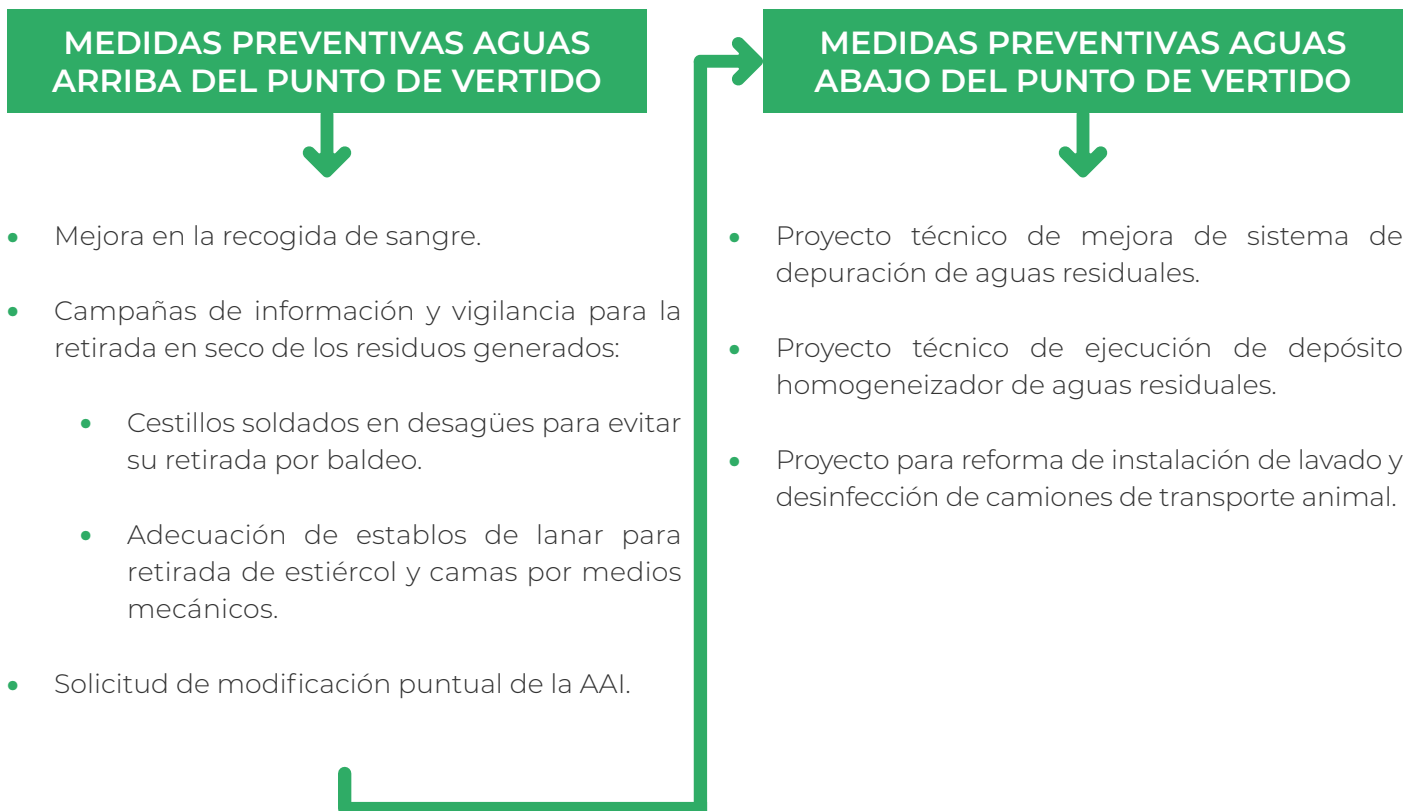 MEDIDAS PREVENTIVAS AGUAS
ARRIBA DEL PUNTO DE VERTIDO
• Mejora en la recogida de sangre.
• Campañas de información y vigilancia para la
retirada en seco de los residuos generados:
• Cestillos soldados en desagües para evitar
su retirada por baldeo.
• Adecuación de establos de lanar para
retirada de estiércol y camas por medios
mecánicos.
• Solicitud de modificación puntual de la AAI.
MEDIDAS PREVENTIVAS AGUAS
ABAJO DEL PUNTO DE VERTIDO
• Proyecto técnico de mejora de sistema de
depuración de aguas residuales.
• Proyecto técnico de ejecución de depósito
homogeneizador de aguas residuales.
• Proyecto para reforma de instalación de lavado y
desinfección de camiones de transporte animal.